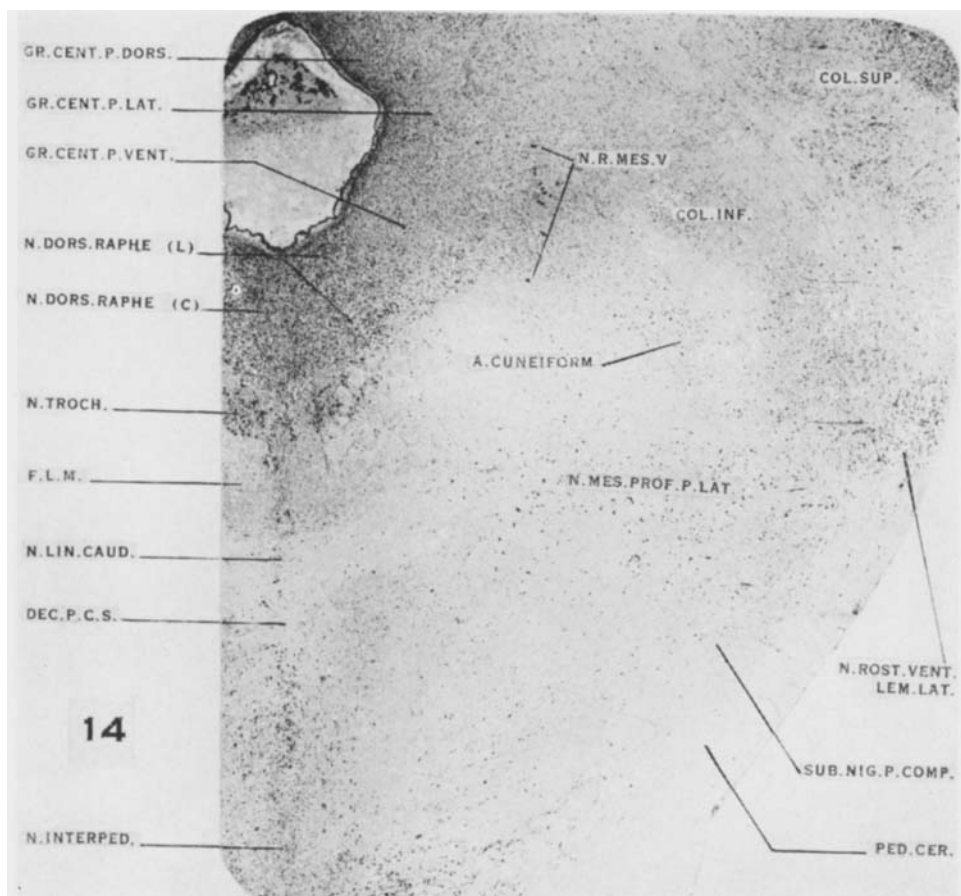 GR.CENT.P.DORS.
COL.SUP.
GR.CENT.P.LAT.
GR.CENT.P.VENT.
N.R.MES.V
COL.INF.
N.DORS.RAPHE (L)
N.DORS.RAPHE (C)
A.CUNEIFORM
N.TROCH.
F.L.M.
N.MES.PROF.P.LAT
N.LIN.CAUD.
DEC.P.C.S.
N.ROST.VENT.
LEM.LAT.
14
SUB.NIG.P.COMP.
N.INTERPED.
PED.CER.